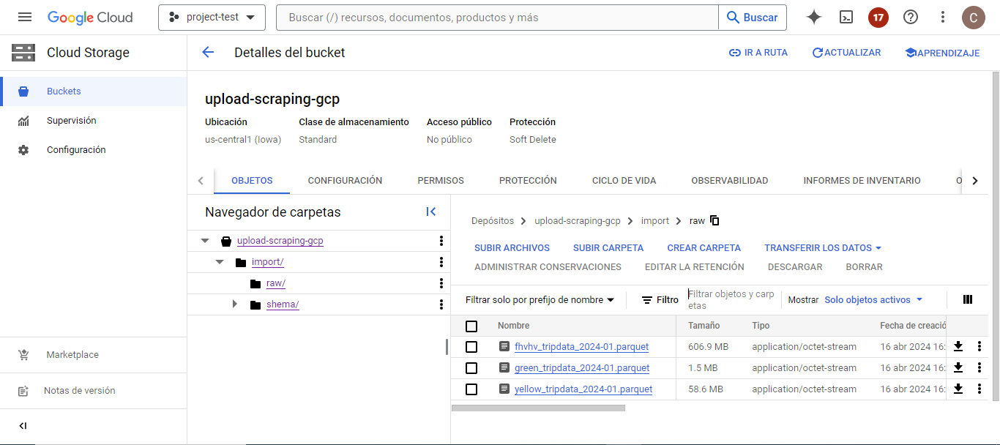 Google Cloud
project-test
Buscar (/) recursos, documentos, productos y más
Buscar
17
C
Cloud Storage
Detalles del bucket
IR A RUTA
ACTUALIZAR
APRENDIZAJE
Buckets
Supervisión
Configuración
Marketplace
Notas de versión
upload-scraping-gcp
Ubicación Clase de almacenamiento Acceso público Protección
us-central1 (Iowa) Standard No público Soft Delete
OBJETOS CONFIGURACIÓN PERMISOS PROTECCIÓN CICLO DE VIDA OBSERVABILIDAD INFORMES DE INVENTARIO O
Navegador de carpetas
upload-scraping-gcp
import/
raw/
shema/
Depósitos upload-scraping-gcp import raw
SUBIR ARCHIVOS SUBIR CARPETA CREAR CARPETA TRANSFERIR LOS DATOS
ADMINISTRAR CONSERVACIONES EDITAR LA RETENCIÓN DESCARGAR BORRAR
Filtrar solo por prefijo de nombre
Filtro
Filtrar objetos y carp
etas
Mostrar Solo objetos activos
Nombre Tamaño Tipo Fecha de creació
fhvhv_tripdata_2024-01.parquet 606.9 MB application/octet-stream 16 abr 2024 16:
green_tripdata_2024-01.parquet 1.5 MB application/octet-stream 16 abr 2024 16:
yellow_tripdata_2024-01.parquet 58.6 MB application/octet-stream 16 abr 2024 16: